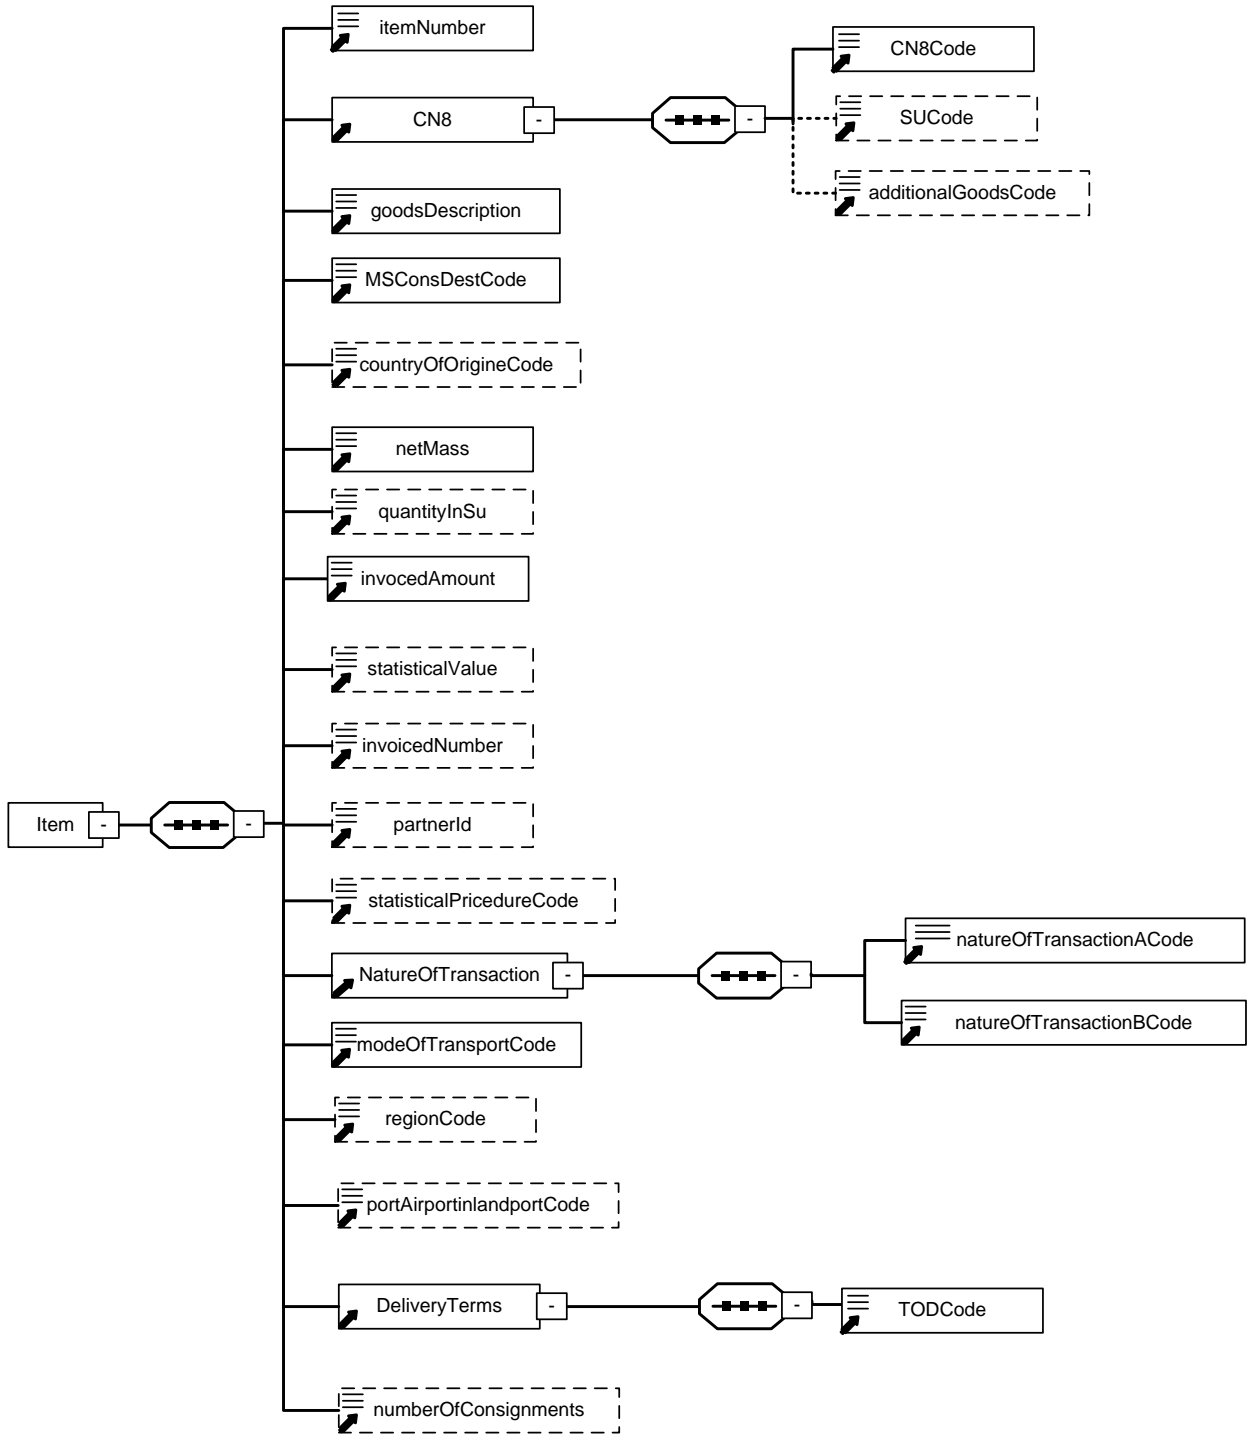 itemNumber
CN8Code
CN8
-
-
SUCode
additionalGoodsCode
goodsDescription
MSConsDestCode
countryOfOrigineCode
netMass
quantityInSu
invocedAmount
statisticalValue
invoicedNumber
Item
-
-
partnerId
statisticalPricedureCode
natureOfTransactionACode
NatureOfTransaction
-
-
natureOfTransactionBCode
modeOfTransportCode
regionCode
portAirportinlandportCode
DeliveryTerms
-
-
TODCode
numberOfConsignments